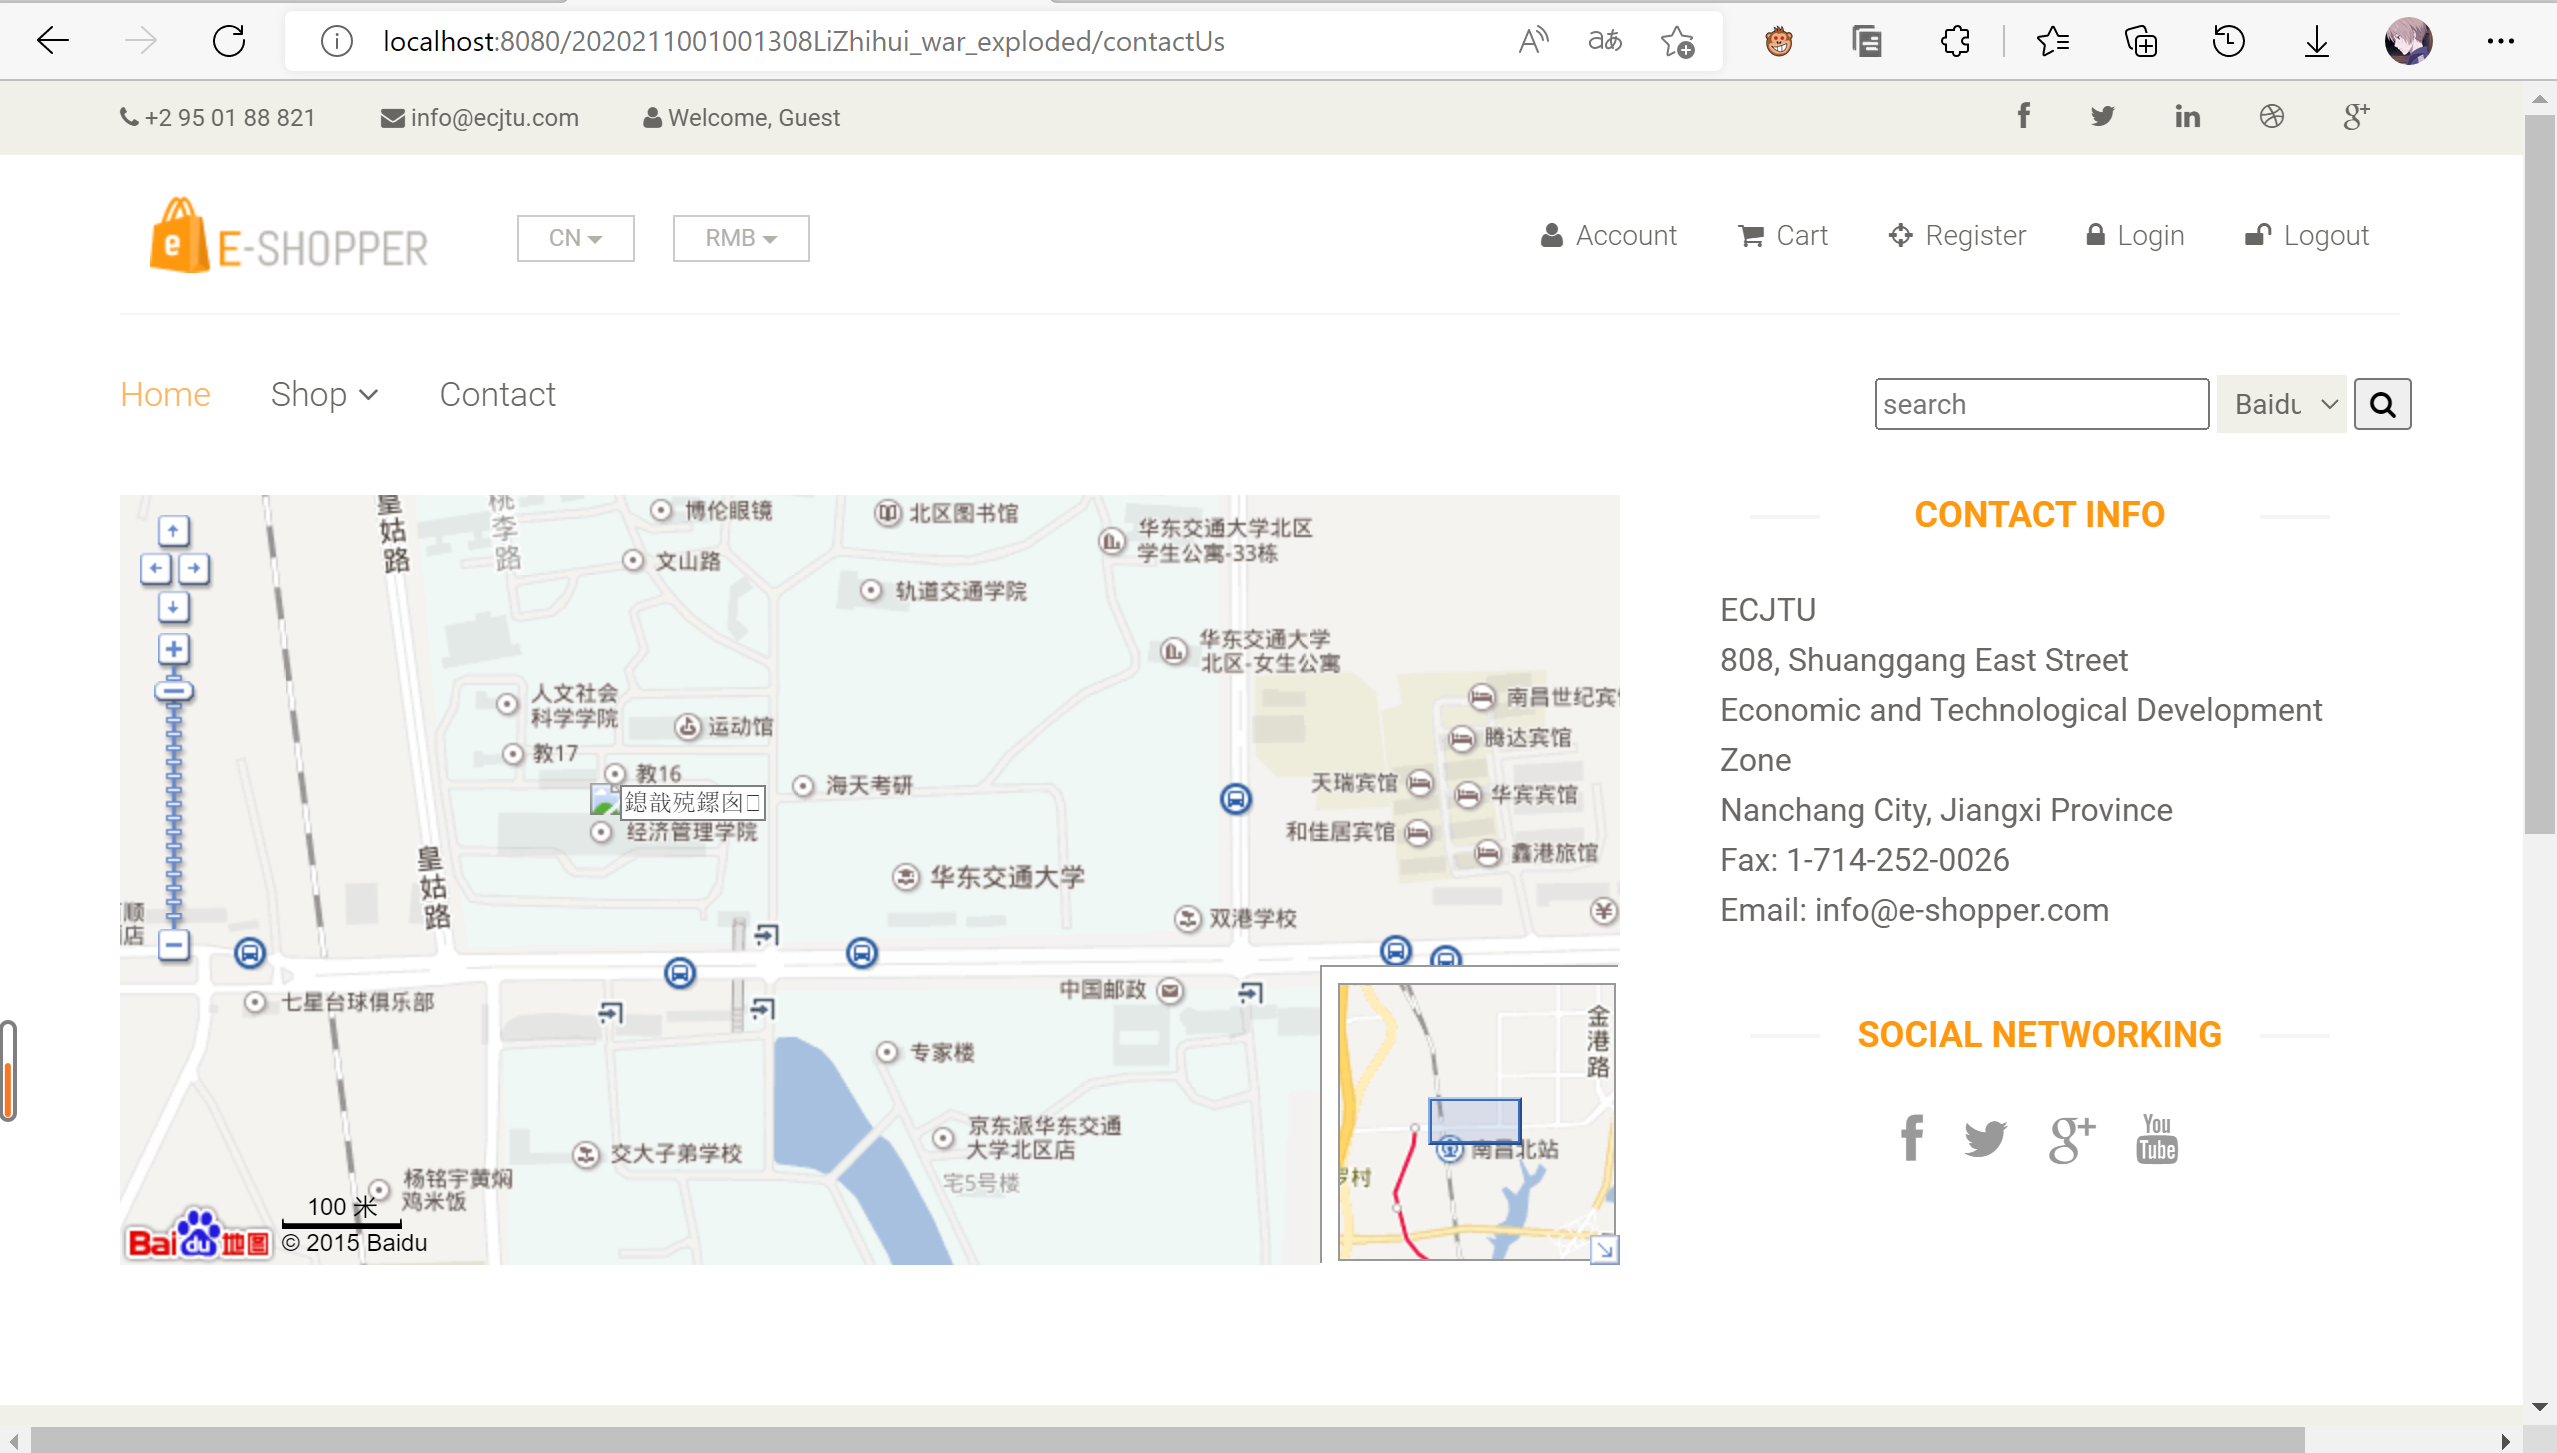 localhost:8080/2020211001001308LiZhihui_war_exploded/contactUs
+2 95 01 88 821
info@ecjtu.com
Welcome, Guest
E-SHOPPER
CN
RMB
Account
Cart
Register
Login
Logout
Home
Shop
Contact
search
Baidu
皇姑路
桃李路
博伦眼镜
北区图书馆
华东交通大学北区
学生公寓-33栋
文山路
轨道交通学院
华东交通大学
北区-女生公寓
人文社会
科学学院
运动馆
南昌世纪宾
腾达宾馆
教17
教16
海天考研
天瑞宾馆
华宾宾馆
经济管理学院
和佳居宾馆
鑫港旅馆
皇姑路
华东交通大学
双港学校
顺
店
七星台球俱乐部
中国邮政
专家楼
京东派华东交通
大学北区店
交大子弟学校
宅5号楼
杨铭宇黄焖
鸡米饭
100 米
Bai du 地图
© 2015 Baidu
金港路
南昌北站
罗村
CONTACT INFO
ECJTU
808, Shuanggang East Street
Economic and Technological Development
Zone
Nanchang City, Jiangxi Province
Fax: 1-714-252-0026
Email: info@e-shopper.com
SOCIAL NETWORKING
You
Tube